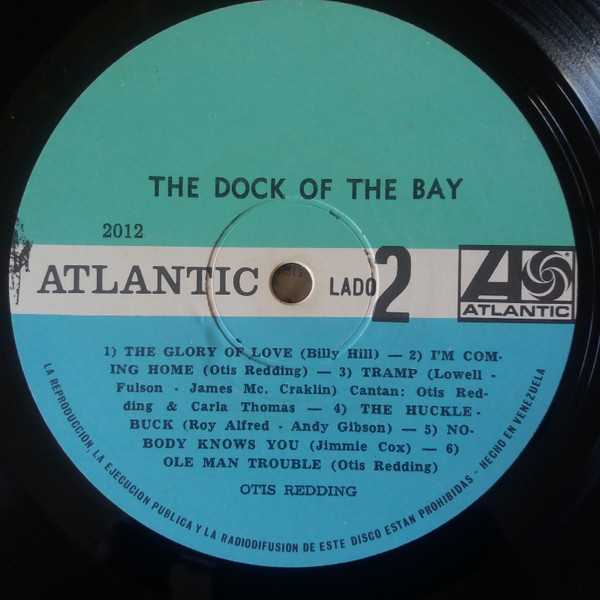 THE DOCK OF THE BAY
2012
ATLANTIC
LADO 2
ATLANTIC
1) THE GLORY OF LOVE (Billy Hill) — 2) I'M COM-
ING HOME (Otis Redding) — 3) TRAMP (Lowell -
Fulson - James Mc. Craklin) Cantan: Otis Red-
ding & Carla Thomas — 4) THE HUCKLE-
BUCK (Roy Alfred - Andy Gibson) — 5) NO-
BODY KNOWS YOU (Jimmie Cox) — 6)
OLE MAN TROUBLE (Otis Redding)
OTIS REDDING
LA REPRODUCCION, LA EJECUCION PUBLICA Y LA RADIODIFUSION DE ESTE DISCO ESTAN PROHIBIDAS - HECHO EN VENEZUELA